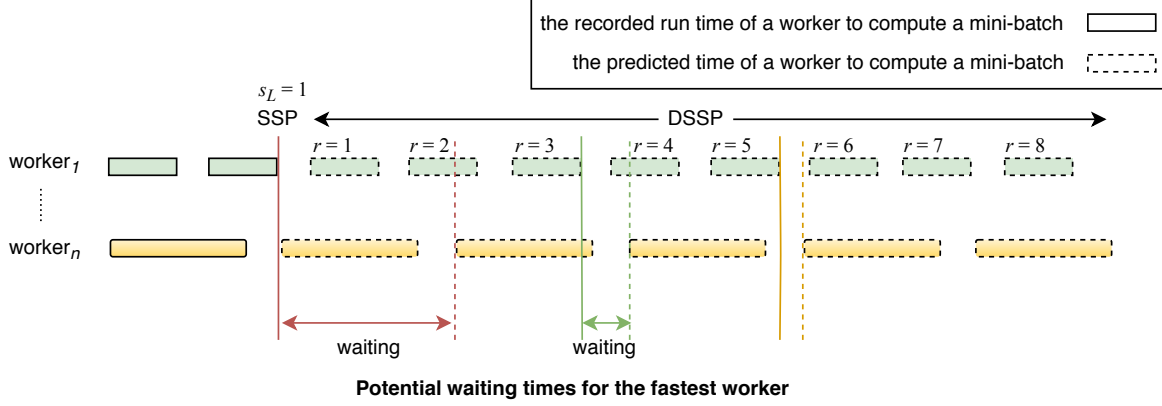 the recorded run time of a worker to compute a mini-batch
the predicted time of a worker to compute a mini-batch
s_L = 1
SSP
DSSP
worker_1
r = 1
r = 2
r = 3
r = 4
r = 5
r = 6
r = 7
r = 8
worker_n
waiting
waiting
Potential waiting times for the fastest worker